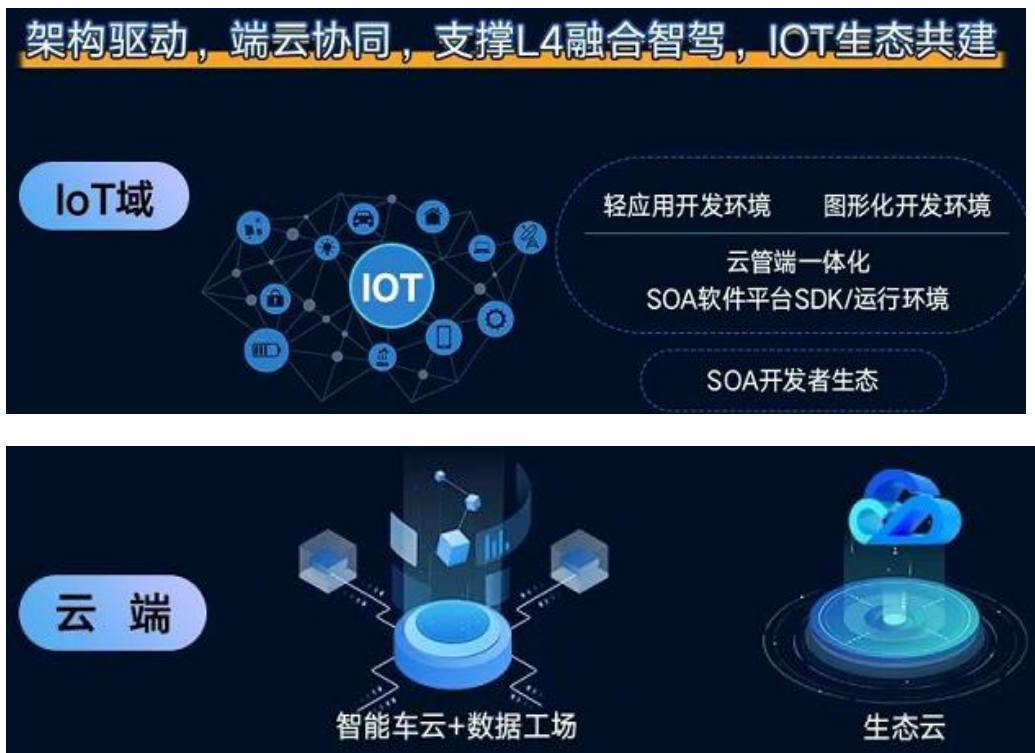 架构驱动，端云协同，支撑L4融合智驾，IOT生态共建
IoT域
IOT
轻应用开发环境 图形化开发环境
云管端一体化
SOA软件平台SDK/运行环境
SOA开发者生态
云 端
智能车云+数据工场
生态云